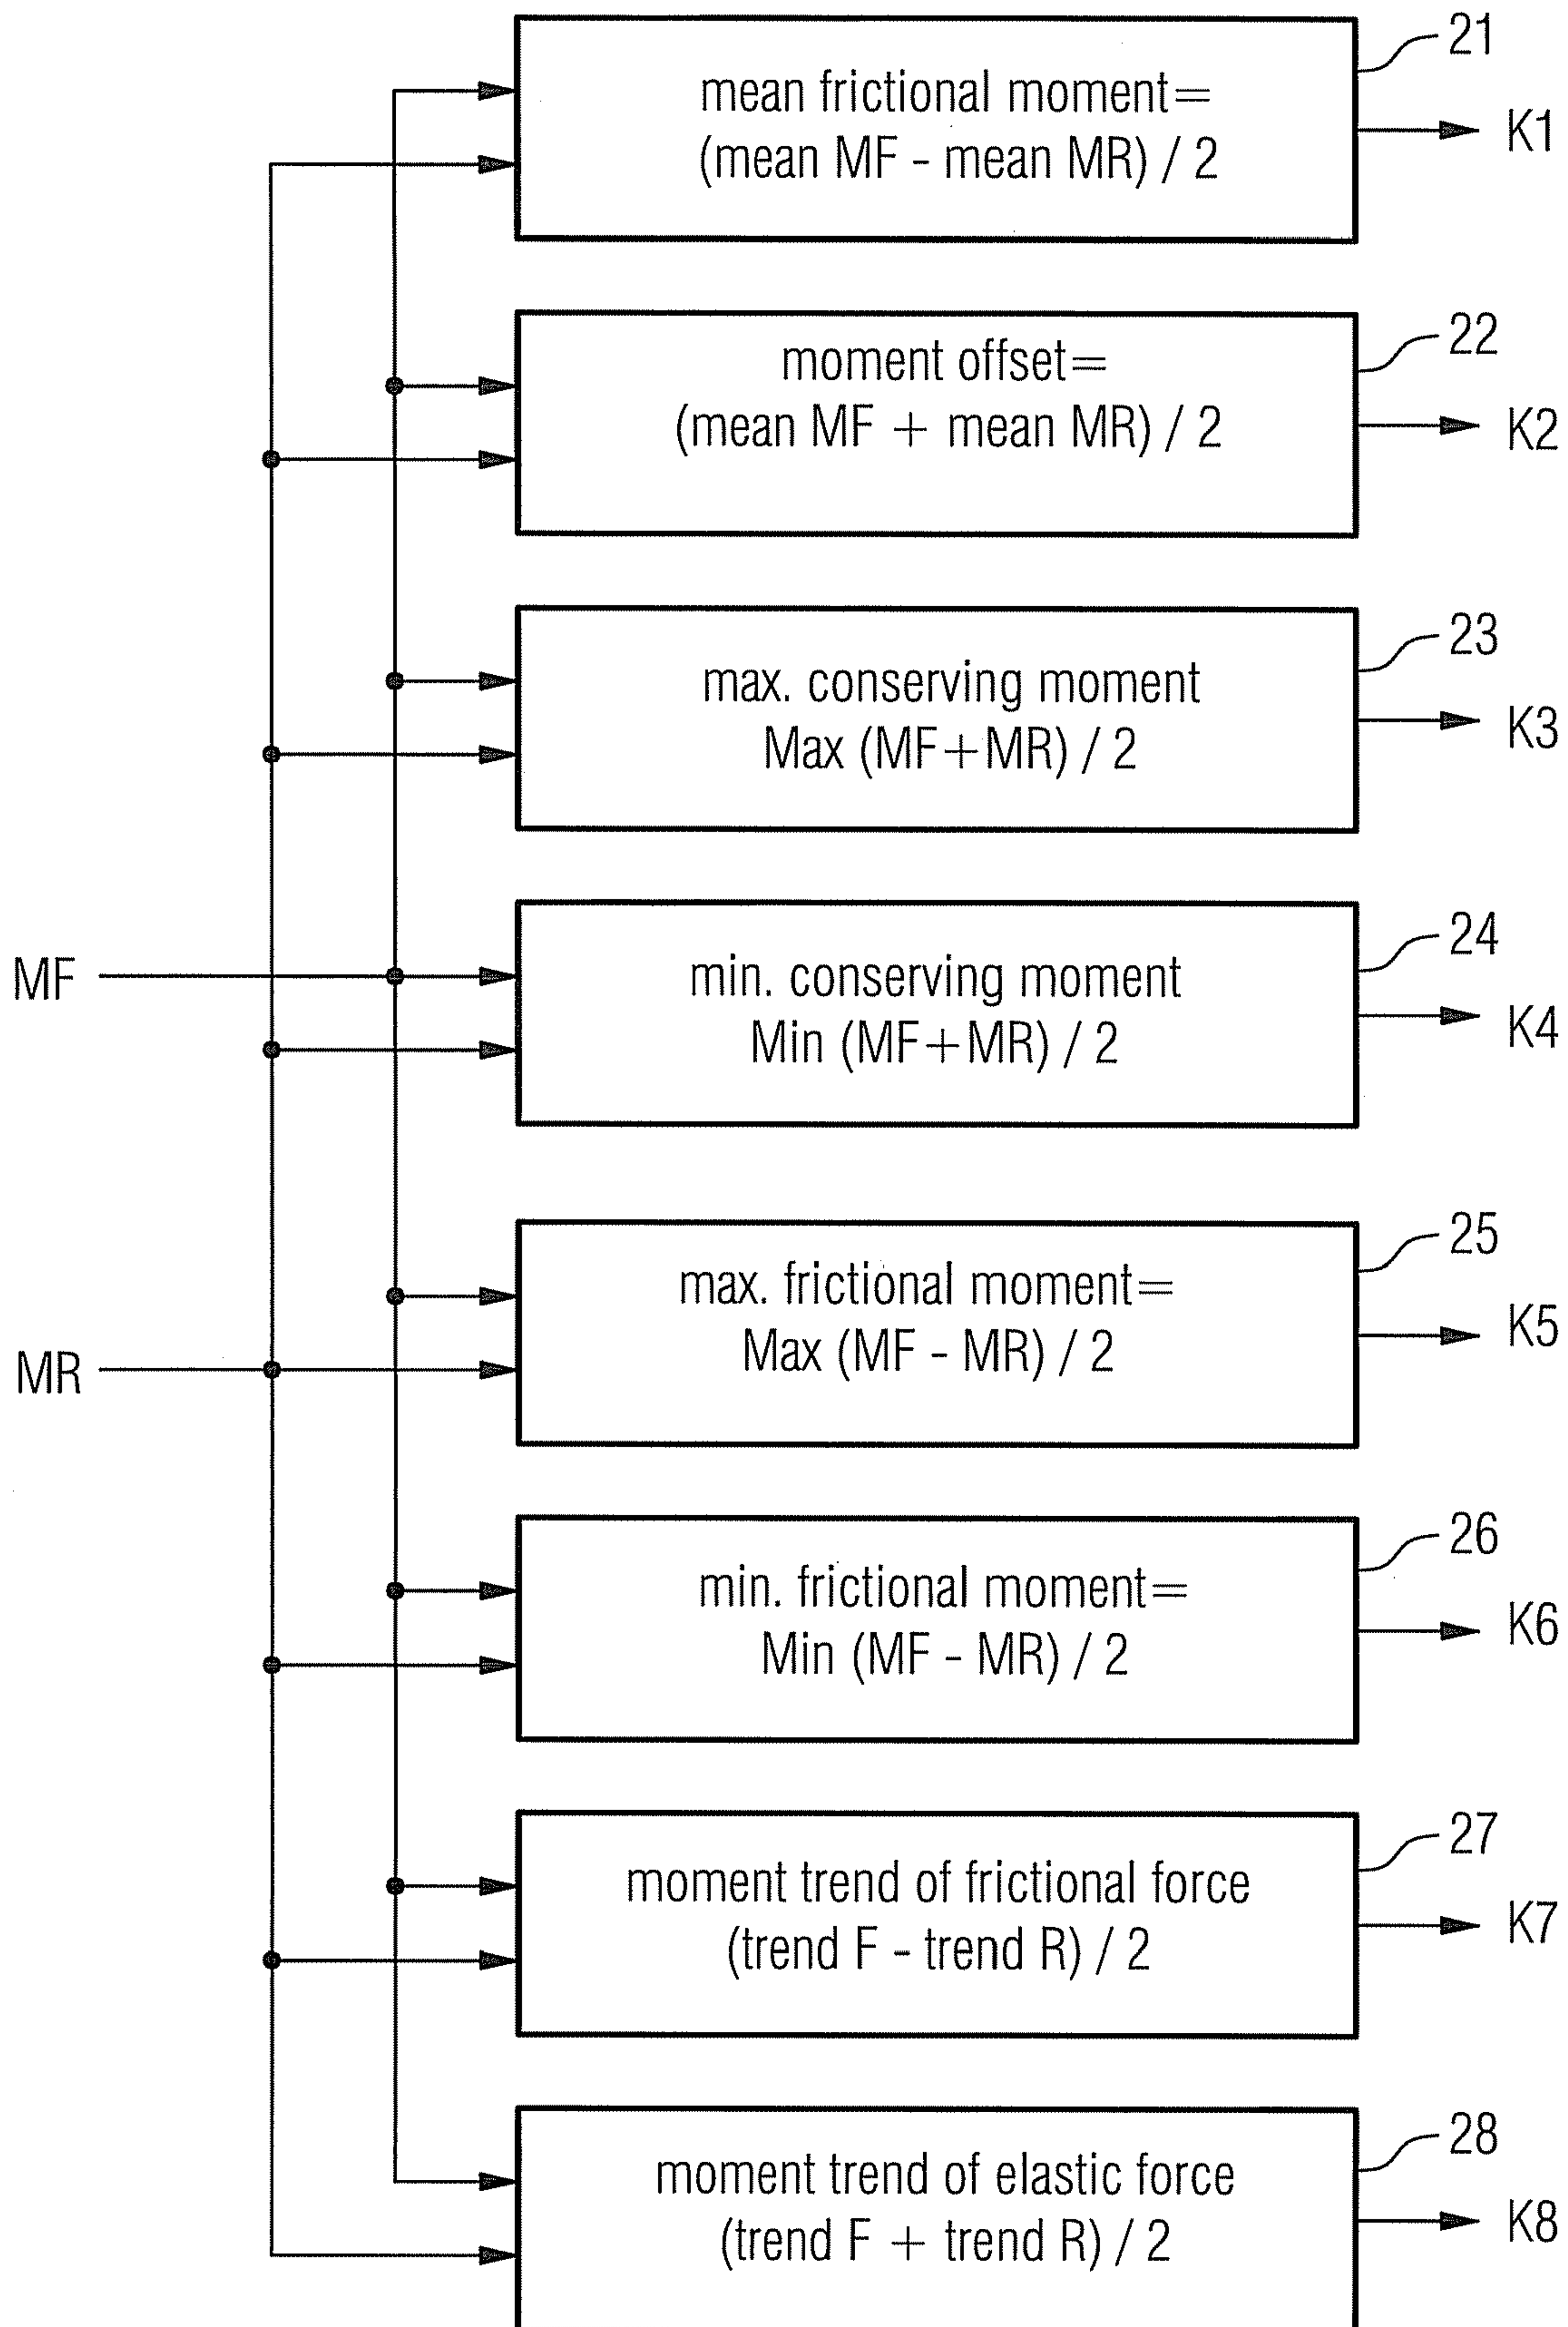 21
mean frictional moment=
(mean MF - mean MR) / 2
K1
22
moment offset=
(mean MF + mean MR) / 2
K2
23
max. conserving moment
Max (MF+MR) / 2
K3
24
min. conserving moment
Min (MF+MR) / 2
K4
MF
25
max. frictional moment=
Max (MF - MR) / 2
K5
MR
26
min. frictional moment=
Min (MF - MR) / 2
K6
27
moment trend of frictional force
(trend F - trend R) / 2
K7
28
moment trend of elastic force
(trend F + trend R) / 2
K8